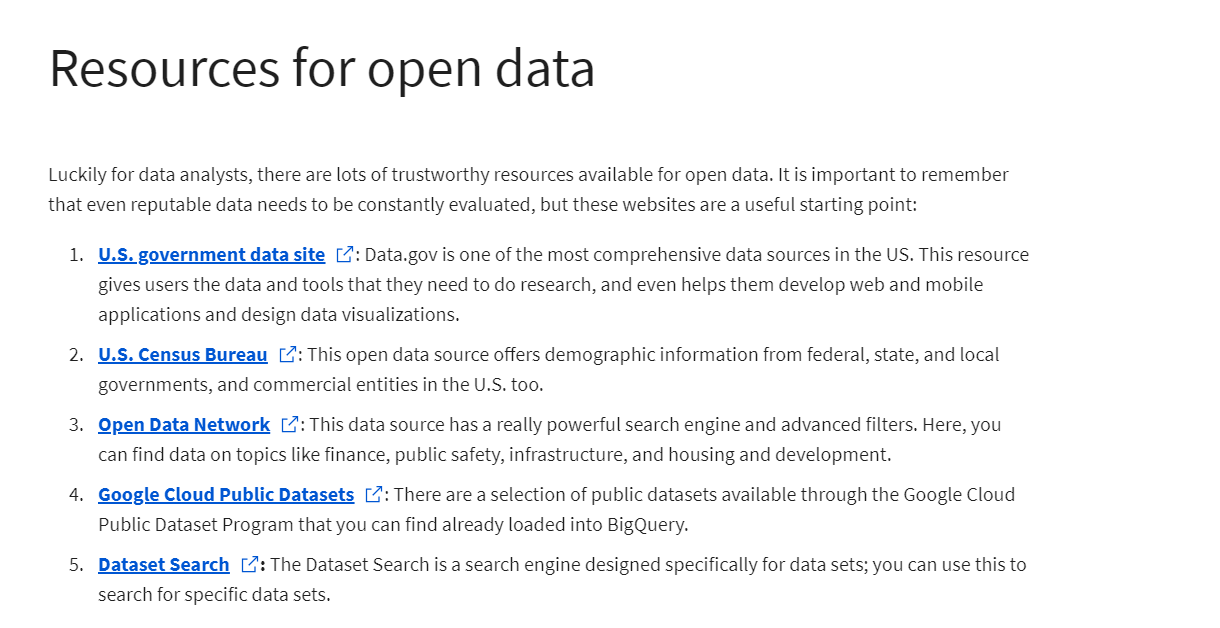 Resources for open data
Luckily for data analysts, there are lots of trustworthy resources available for open data. It is important to remember
that even reputable data needs to be constantly evaluated, but these websites are a useful starting point:
1. U.S. government data site : Data.gov is one of the most comprehensive data sources in the US. This resource
gives users the data and tools that they need to do research, and even helps them develop web and mobile
applications and design data visualizations.
2. U.S. Census Bureau : This open data source offers demographic information from federal, state, and local
governments, and commercial entities in the U.S. too.
3. Open Data Network : This data source has a really powerful search engine and advanced filters. Here, you
can find data on topics like finance, public safety, infrastructure, and housing and development.
4. Google Cloud Public Datasets : There are a selection of public datasets available through the Google Cloud
Public Dataset Program that you can find already loaded into BigQuery.
5. Dataset Search : The Dataset Search is a search engine designed specifically for data sets; you can use this to
search for specific data sets.